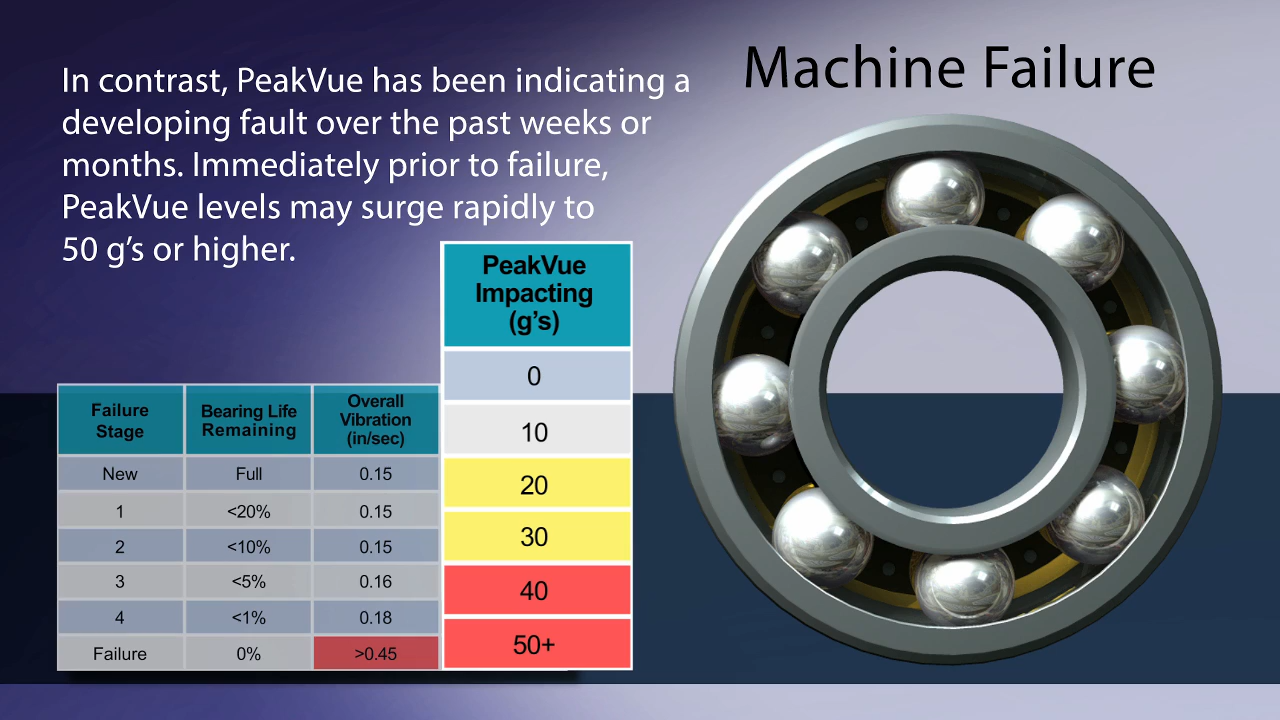 Machine Failure
In contrast, PeakVue has been indicating a
developing fault over the past weeks or
months. Immediately prior to failure,
PeakVue levels may surge rapidly to
50 g’s or higher.
Failure Stage | Bearing Life Remaining | Overall Vibration (in/sec) | PeakVue Impacting (g’s)
New | Full | 0.15 | 0
1 | <20% | 0.15 | 10
2 | <10% | 0.15 | 20
3 | <5% | 0.16 | 30
4 | <1% | 0.18 | 40
Failure | 0% | >0.45 | 50+